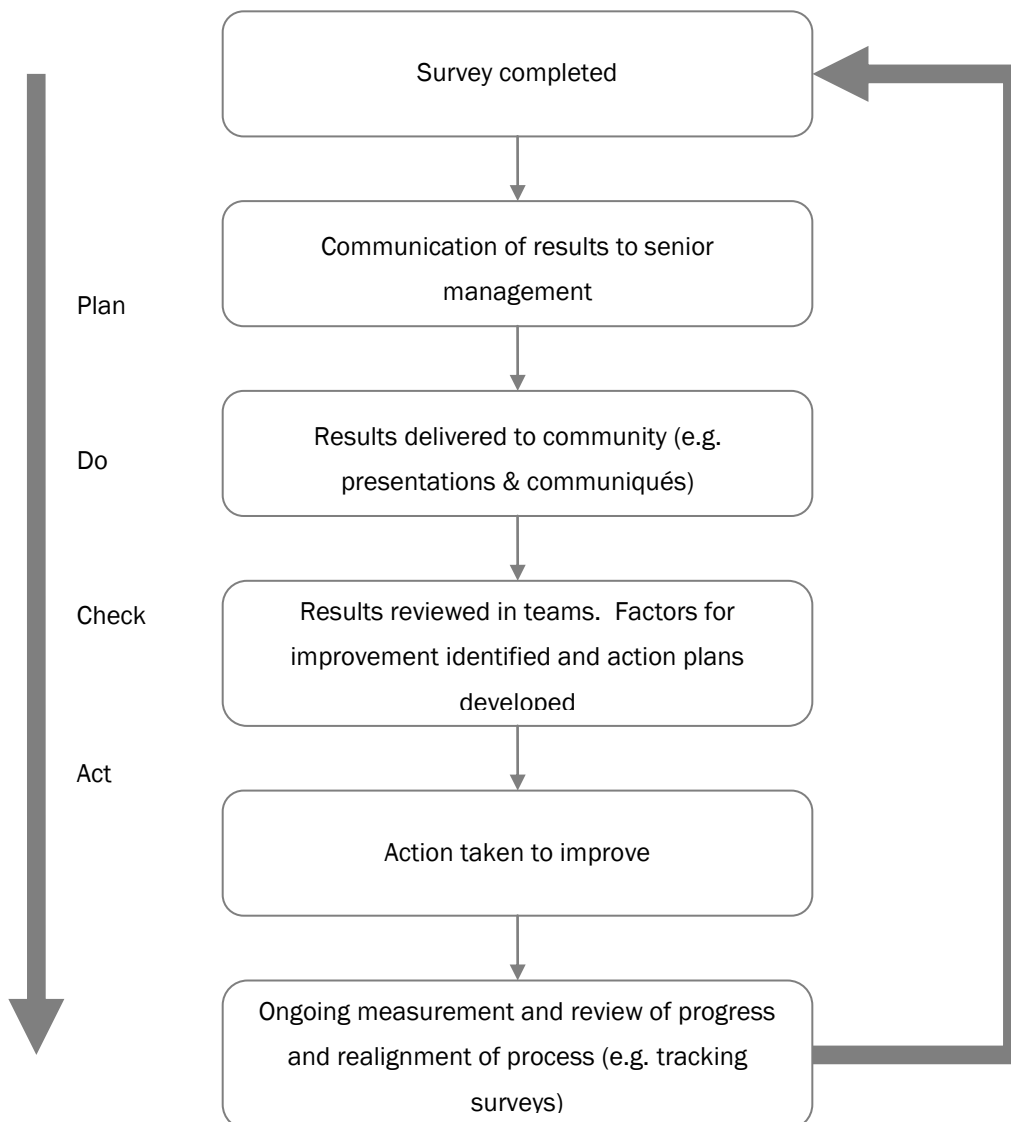 Survey completed
Communication of results to senior
management
Plan
Results delivered to community (e.g.
presentations & communiqués)
Do
Results reviewed in teams.  Factors for
improvement identified and action plans
developed
Check
Act
Action taken to improve
Ongoing measurement and review of progress
and realignment of process (e.g. tracking
surveys)